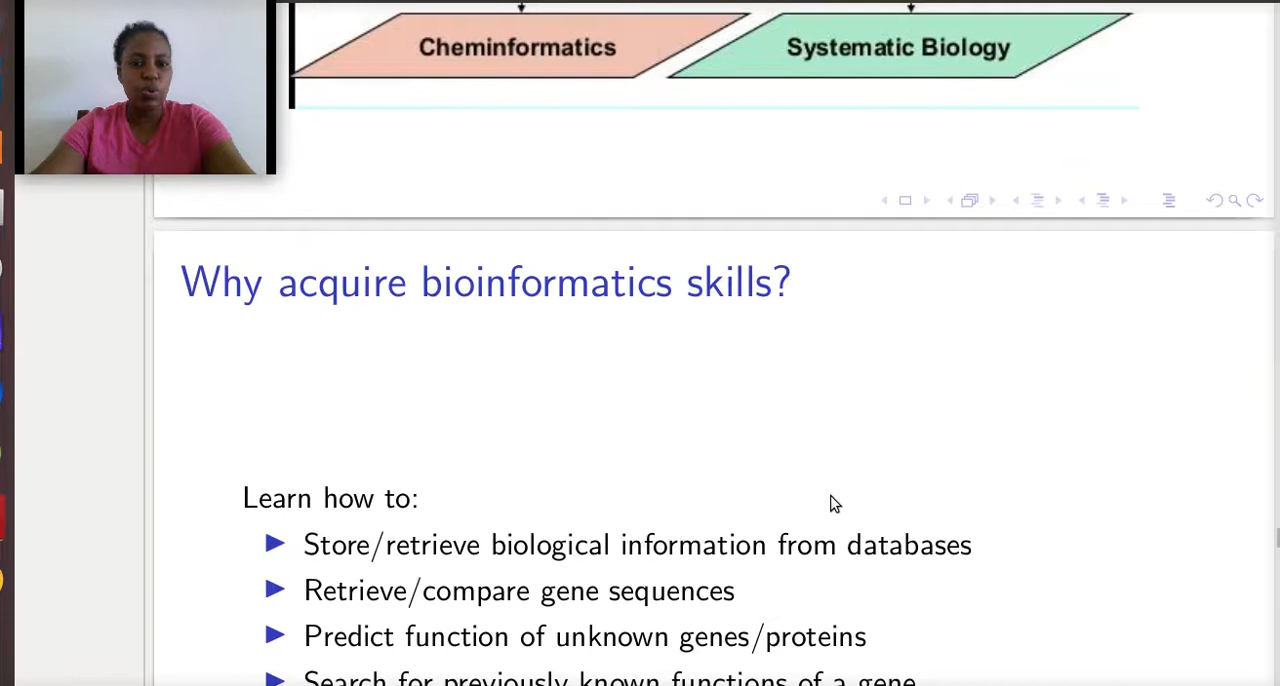 Cheminformatics
Systematic Biology
Why acquire bioinformatics skills?
Learn how to:
Store/retrieve biological information from databases
Retrieve/compare gene sequences
Predict function of unknown genes/proteins
Search for previously known functions of a gene